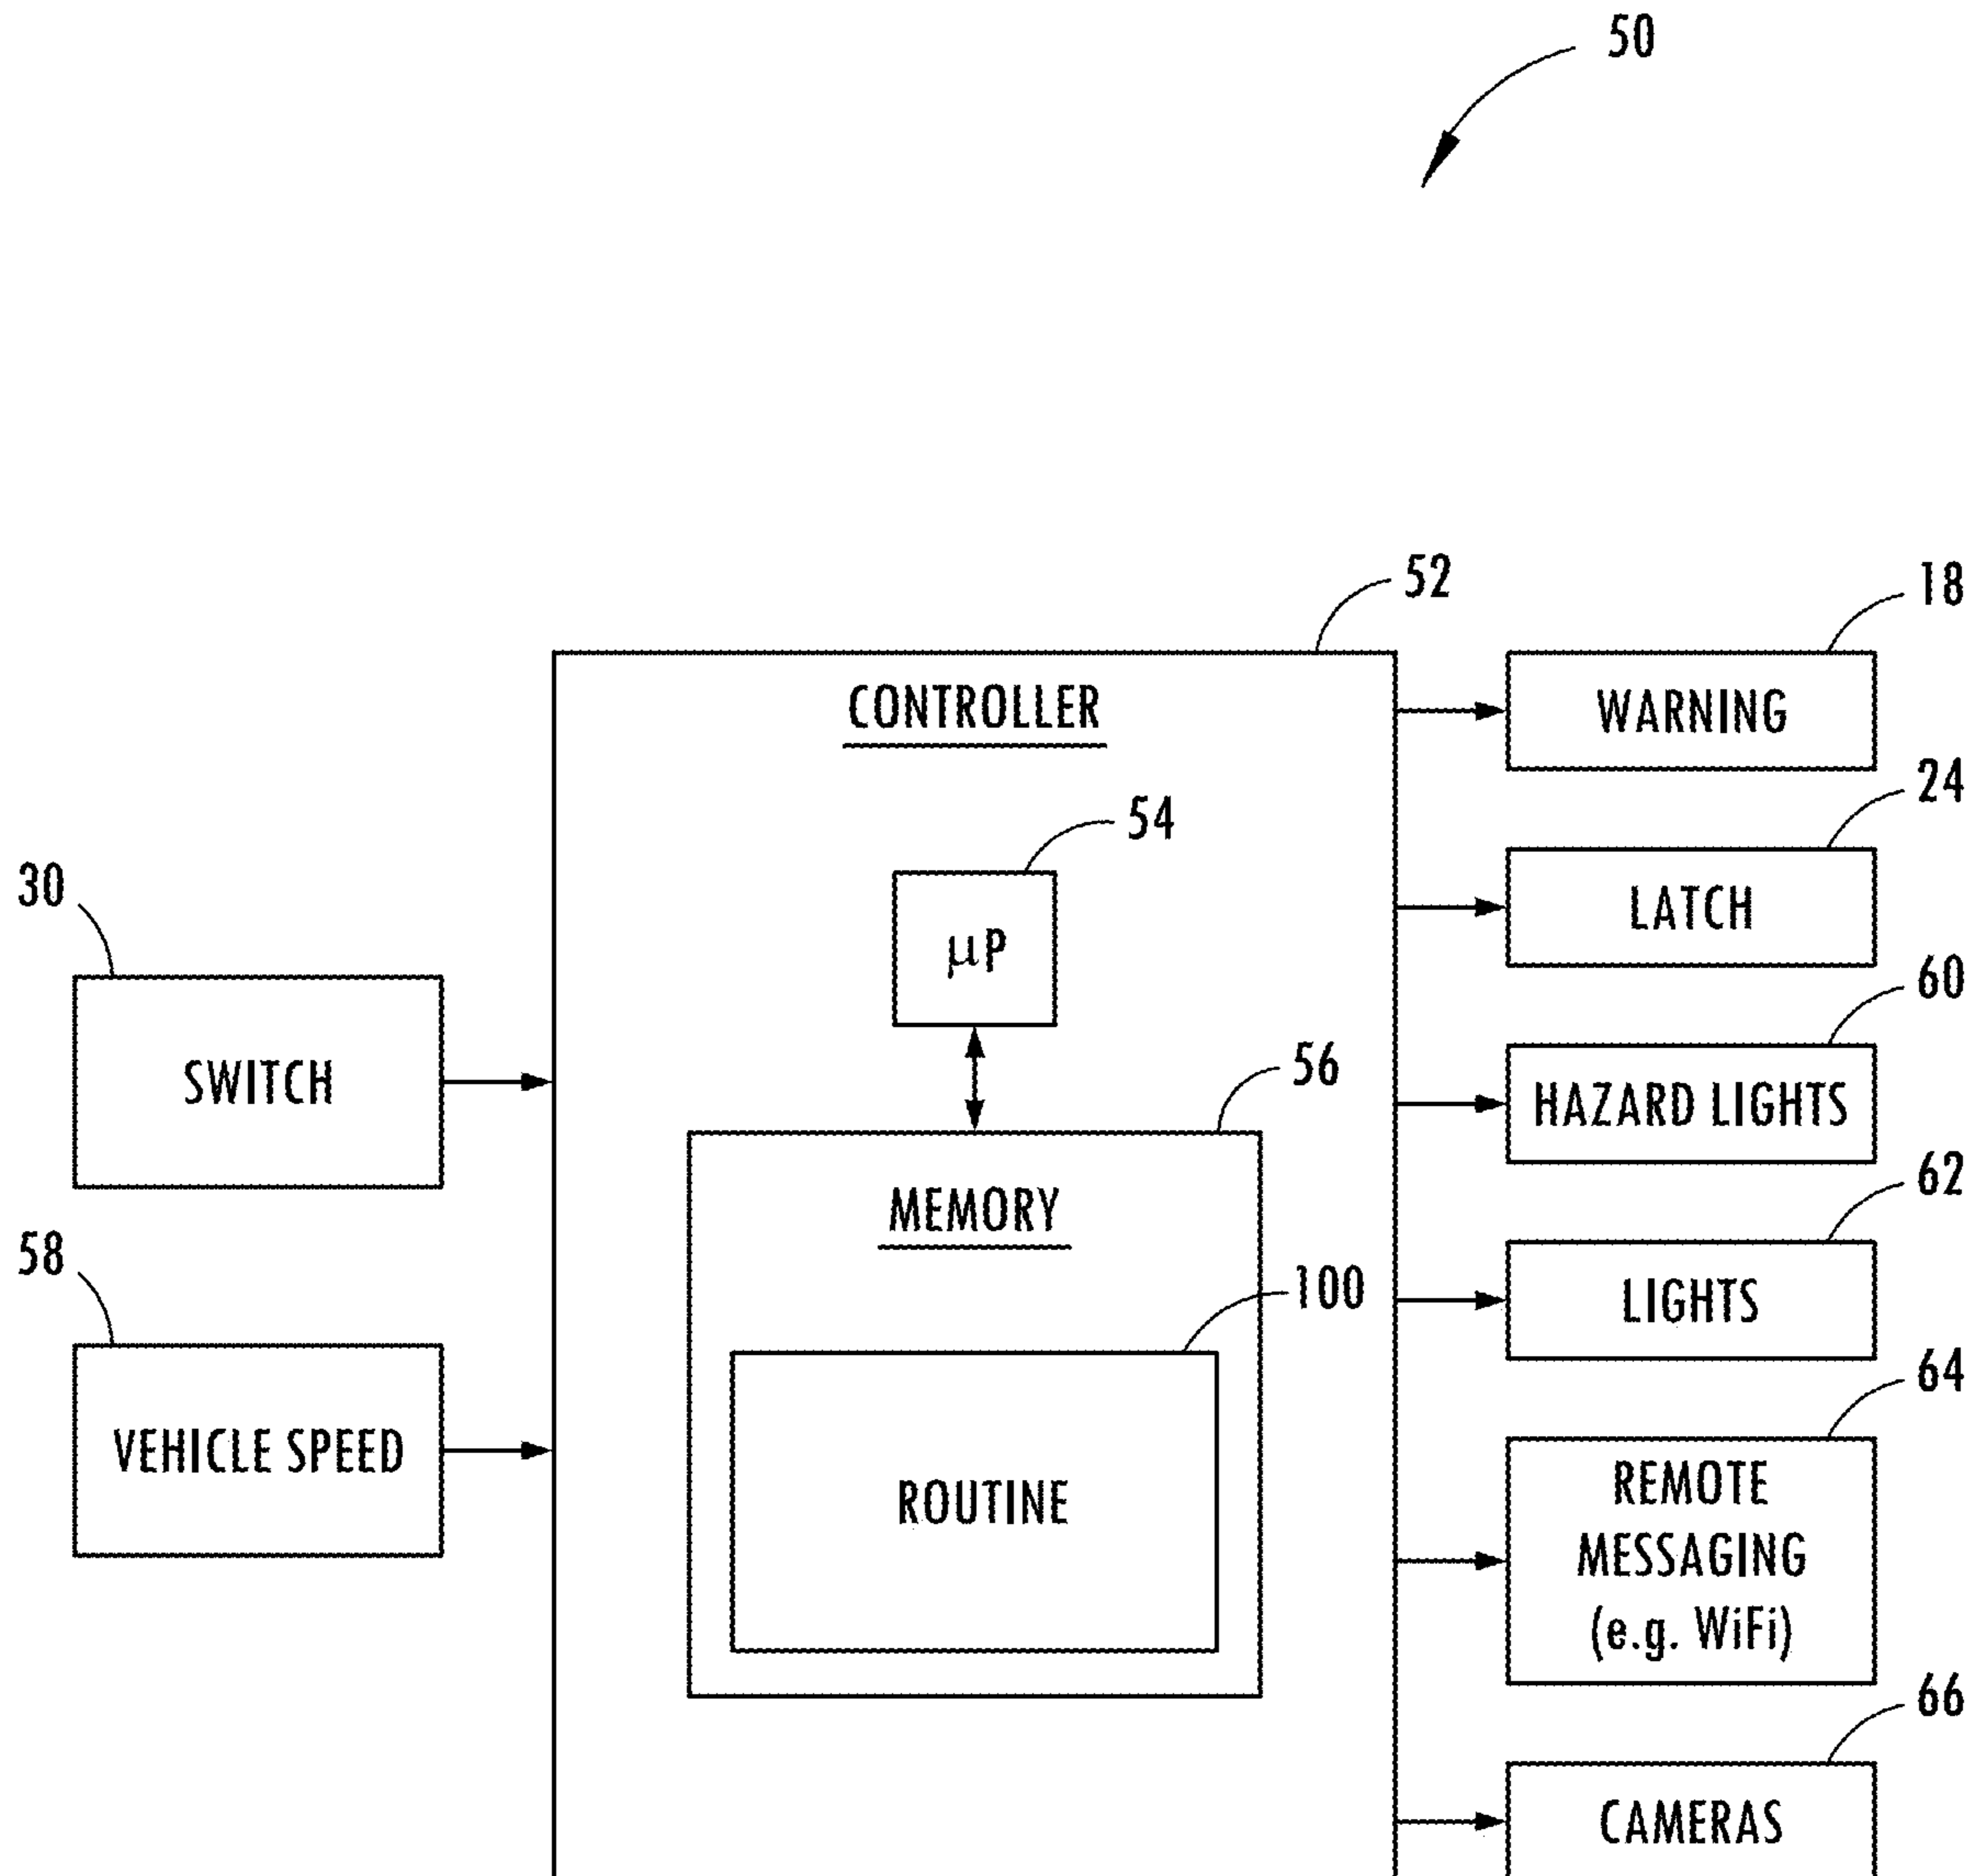 50
52
18
CONTROLLER
WARNING
24
54
30
LATCH
μP
60
56
SWITCH
HAZARD LIGHTS
62
MEMORY
58
100
LIGHTS
64
VEHICLE SPEED
REMOTE
MESSAGING
(e.g. WiFi)
ROUTINE
66
CAMERAS